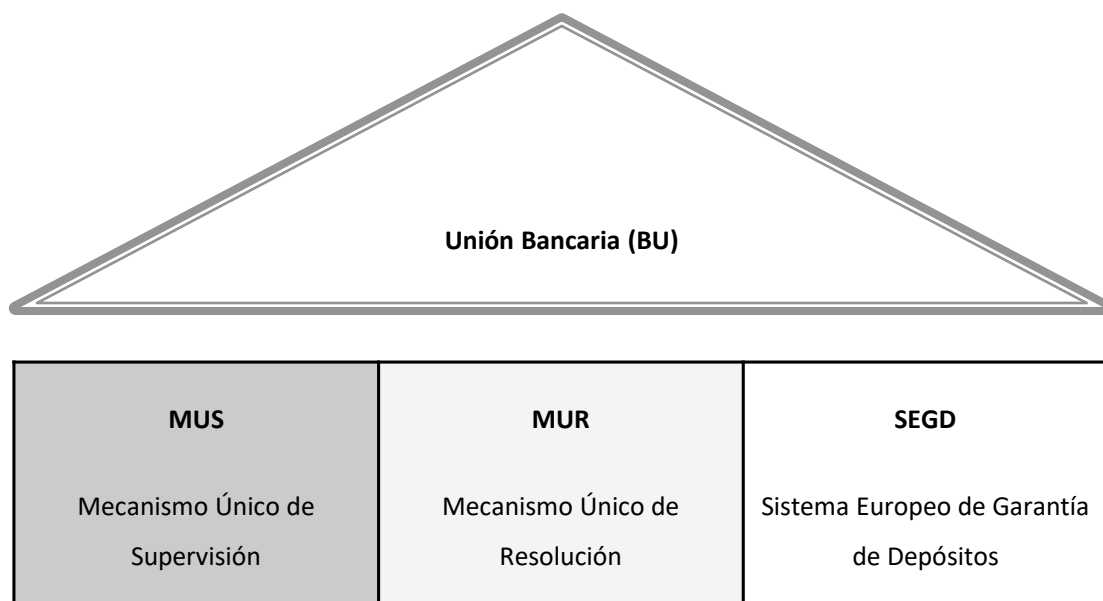 Unión Bancaria (BU)
MUS
Mecanismo Único de
Supervisión
MUR
Mecanismo Único de
Resolución
SEGD
Sistema Europeo de Garantía
de Depósitos